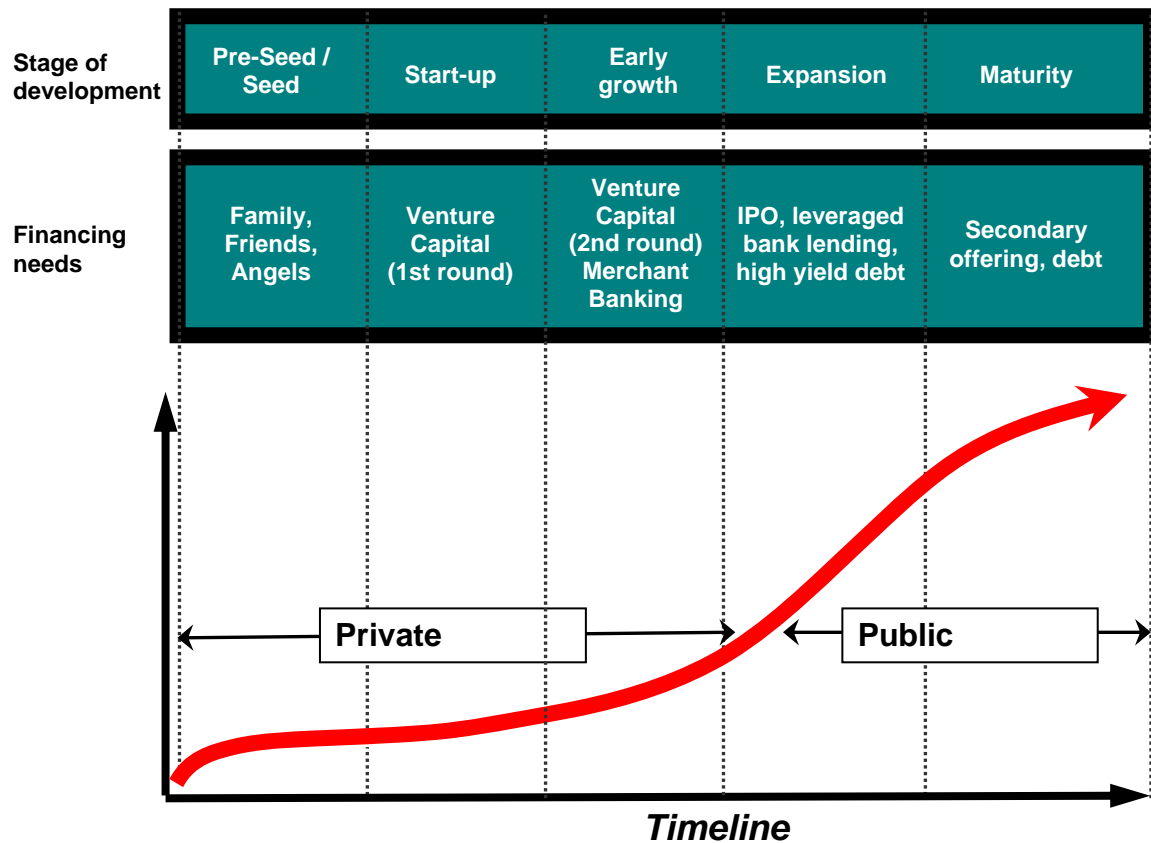 Stage of
development
Pre-Seed /
Seed
Start-up
Early
growth
Expansion
Maturity
Financing
needs
Family,
Friends,
Angels
Venture
Capital
(1st round)
Venture
Capital
(2nd round)
Merchant
Banking
IPO, leveraged
bank lending,
high yield debt
Secondary
offering, debt
Private
Public
Timeline